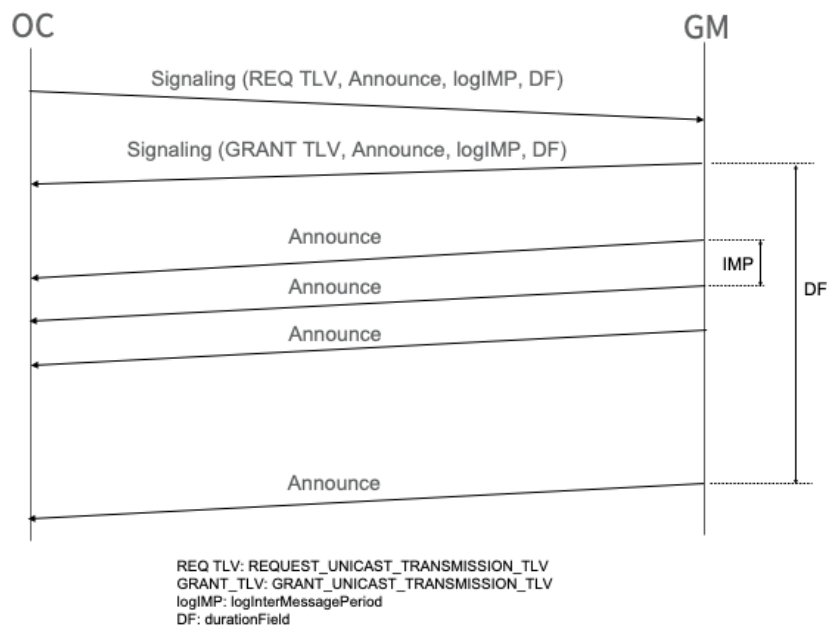 OC
GM
Signaling (REQ TLV, Announce, logIMP, DF)
Signaling (GRANT TLV, Announce, logIMP, DF)
Announce
IMP
Announce
DF
Announce
Announce
REQ TLV: REQUEST_UNICAST_TRANSMISSION_TLV
GRANT_TLV: GRANT_UNICAST_TRANSMISSION_TLV
logIMP: logInterMessagePeriod
DF: durationField